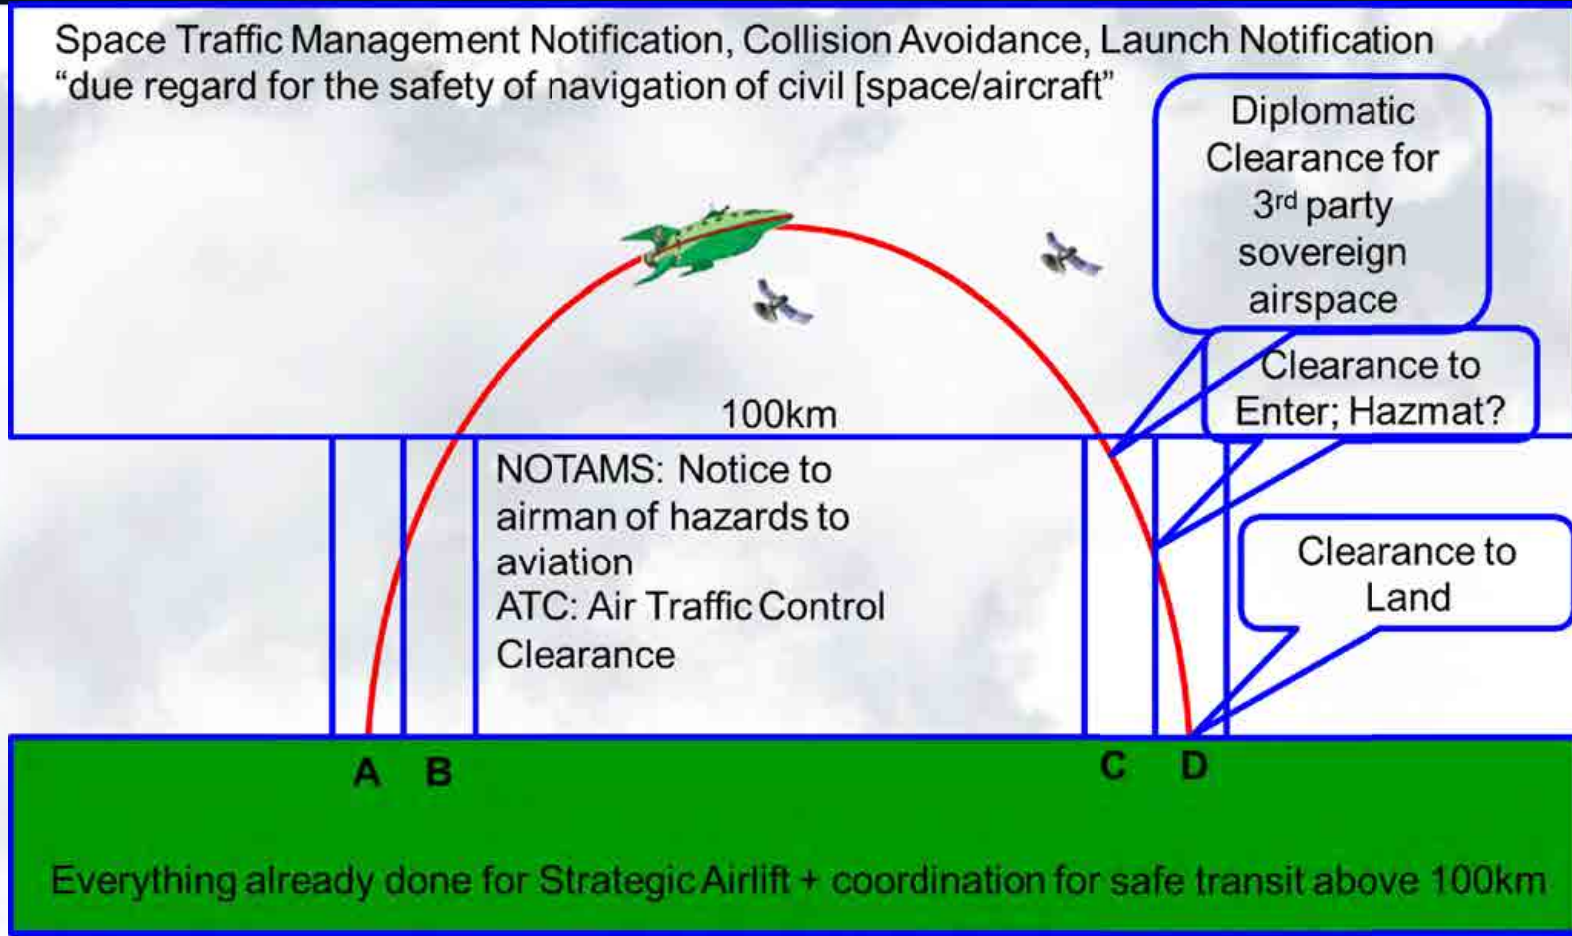 Space Traffic Management Notification, Collision Avoidance, Launch Notification
“due regard for the safety of navigation of civil [space/aircraft”
Diplomatic
Clearance for
3rd party
sovereign
airspace
Clearance to
Enter; Hazmat?
100km
NOTAMS: Notice to
airman of hazards to
aviation
ATC: Air Traffic Control
Clearance
Clearance to
Land
A B C D
Everything already done for Strategic Airlift + coordination for safe transit above 100km